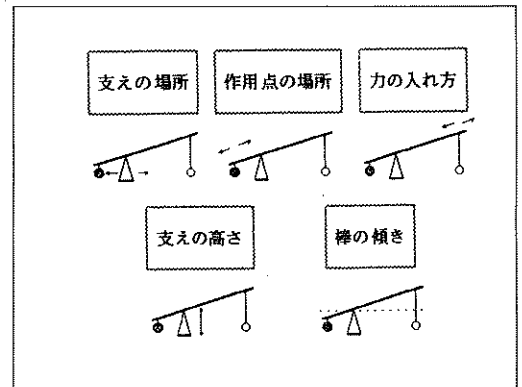 支えの場所
作用点の場所
力の入れ方
支えの高さ
棒の傾き